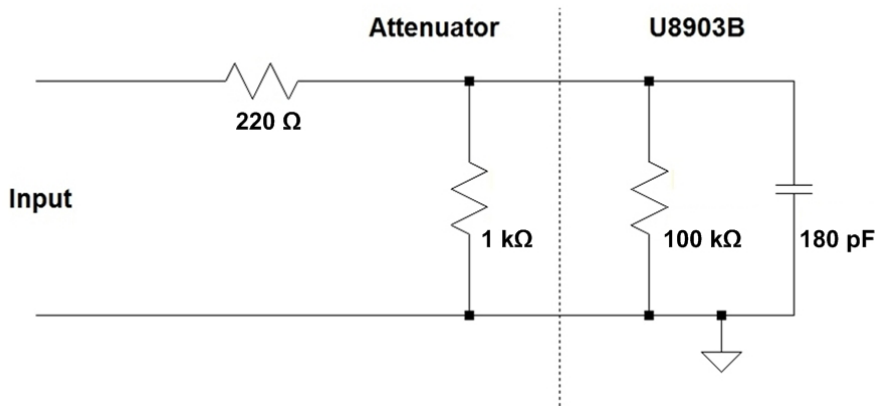 Attenuator
U8903B
220 Ω
Input
1 kΩ
100 kΩ
180 pF